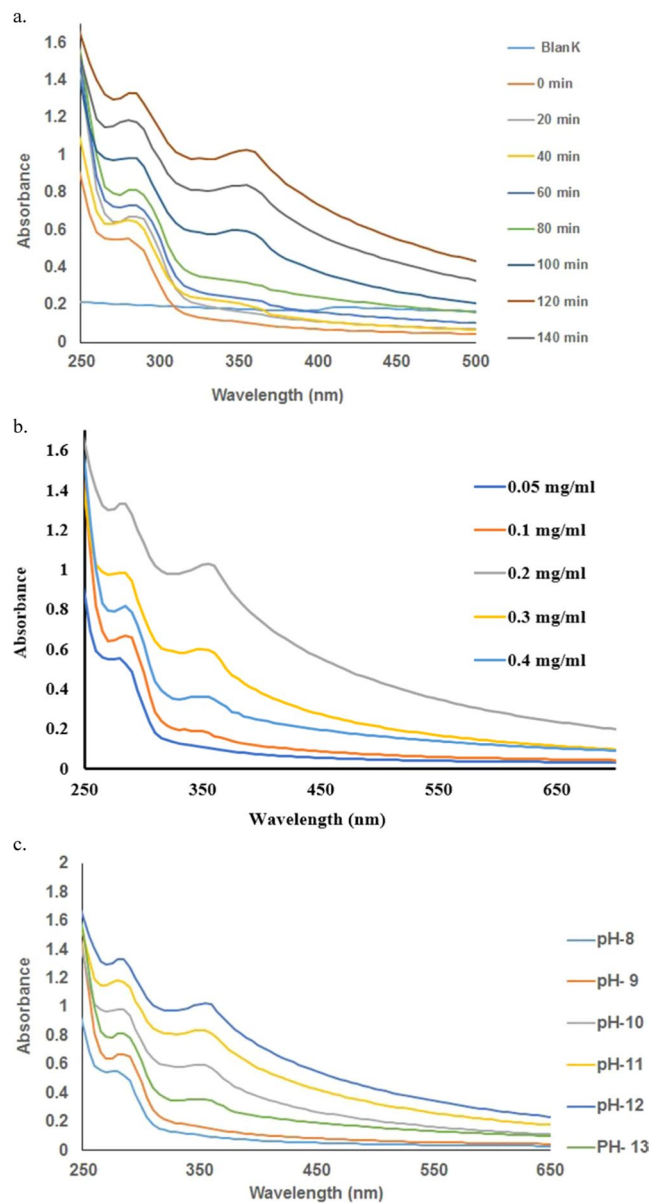 a.
1.6
1.4
1.2
1
0.8
0.6
0.4
0.2
0
Absorbance
250 300 350 400 450 500
Wavelength (nm)
BlanK
0 min
20 min
40 min
60 min
80 min
100 min
120 min
140 min
b.
1.6
1.4
1.2
1
0.8
0.6
0.4
0.2
0
Absorbance
250 350 450 550 650
Wavelength (nm)
0.05 mg/ml
0.1 mg/ml
0.2 mg/ml
0.3 mg/ml
0.4 mg/ml
c.
2
1.8
1.6
1.4
1.2
1
0.8
0.6
0.4
0.2
0
Absorbance
250 350 450 550 650
Wavelength (nm)
pH-8
pH- 9
pH-10
pH-11
pH-12
PH- 13